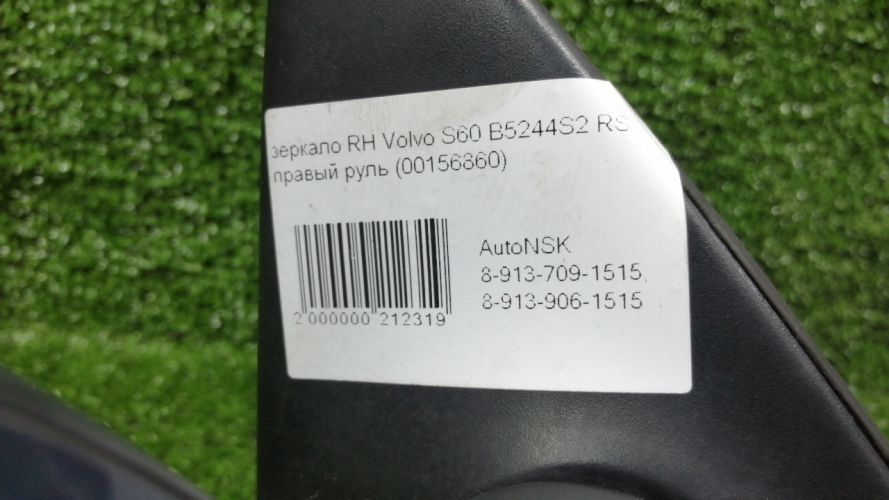 зеркало RH Volvo S60 B5244S2 RS
правый руль (00156860)
AutoNSK
8-913-709-1515,
8-913-906-1515
2 000000 212319